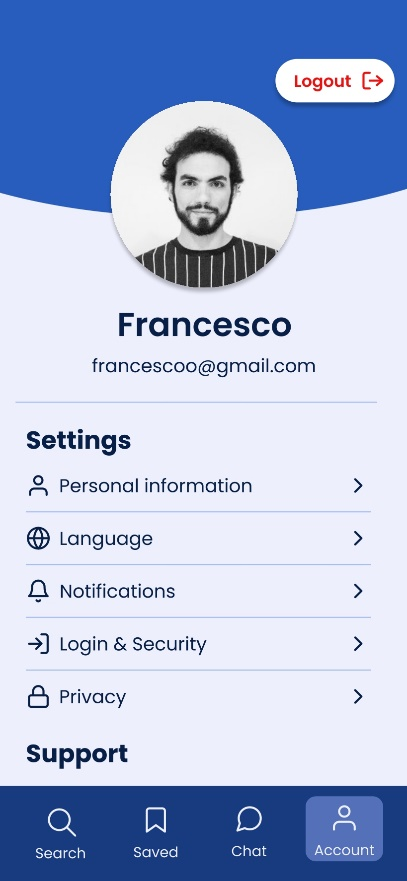 Logout
Francesco
francescoo@gmail.com
Settings
Personal information
Language
Notifications
Login & Security
Privacy
Support
Search
Saved
Chat
Account